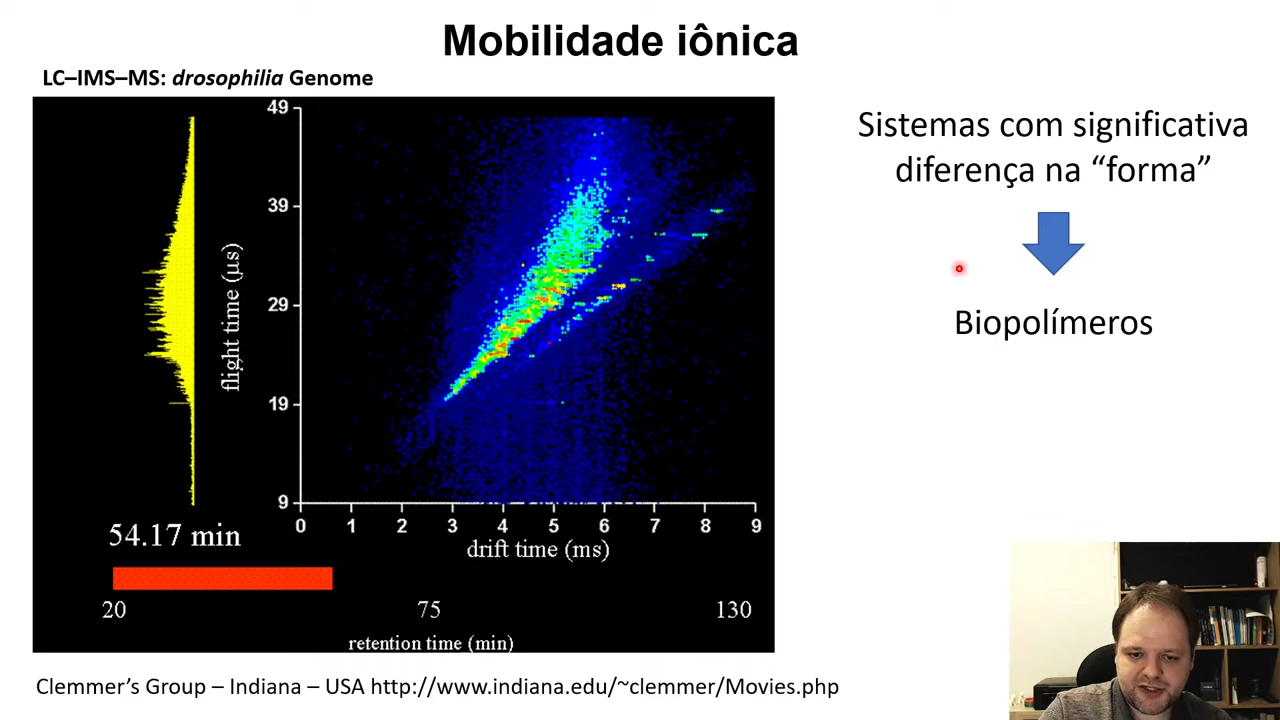 Mobilidade iônica
LC–IMS–MS: drosophilia Genome
Sistemas com significativa
diferença na “forma”
Biopolímeros
49
39
29
19
9
flight time (µs)
0 1 2 3 4 5 6 7 8 9
drift time (ms)
54.17 min
20 75 130
retention time (min)
Clemmer’s Group – Indiana – USA http://www.indiana.edu/~clemmer/Movies.php